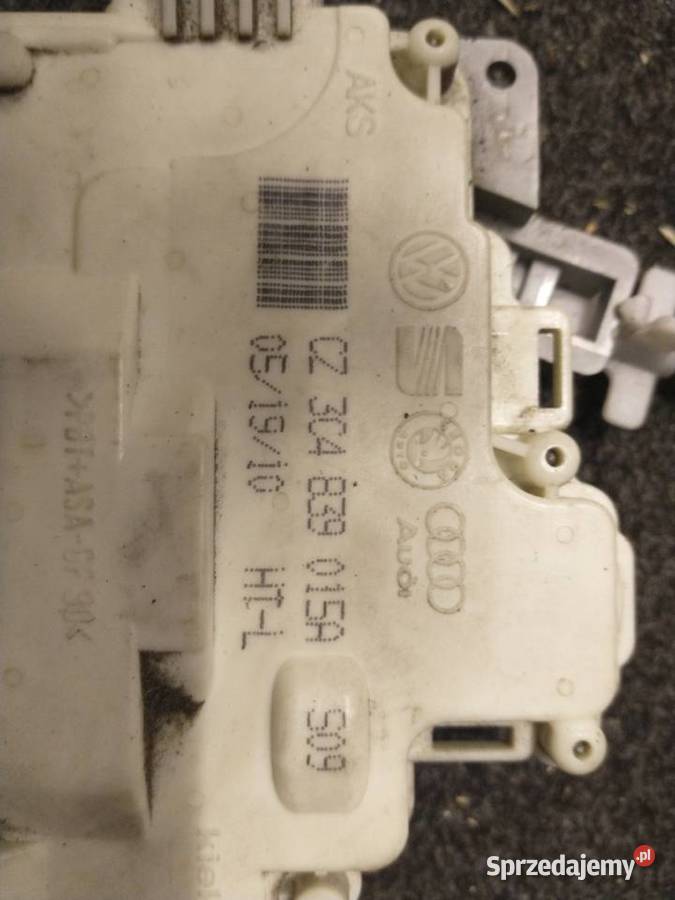 AKS
CZ 3C4 839 015A S09
05/19/10 HT-L
Audi
Sprzedajemy.pl